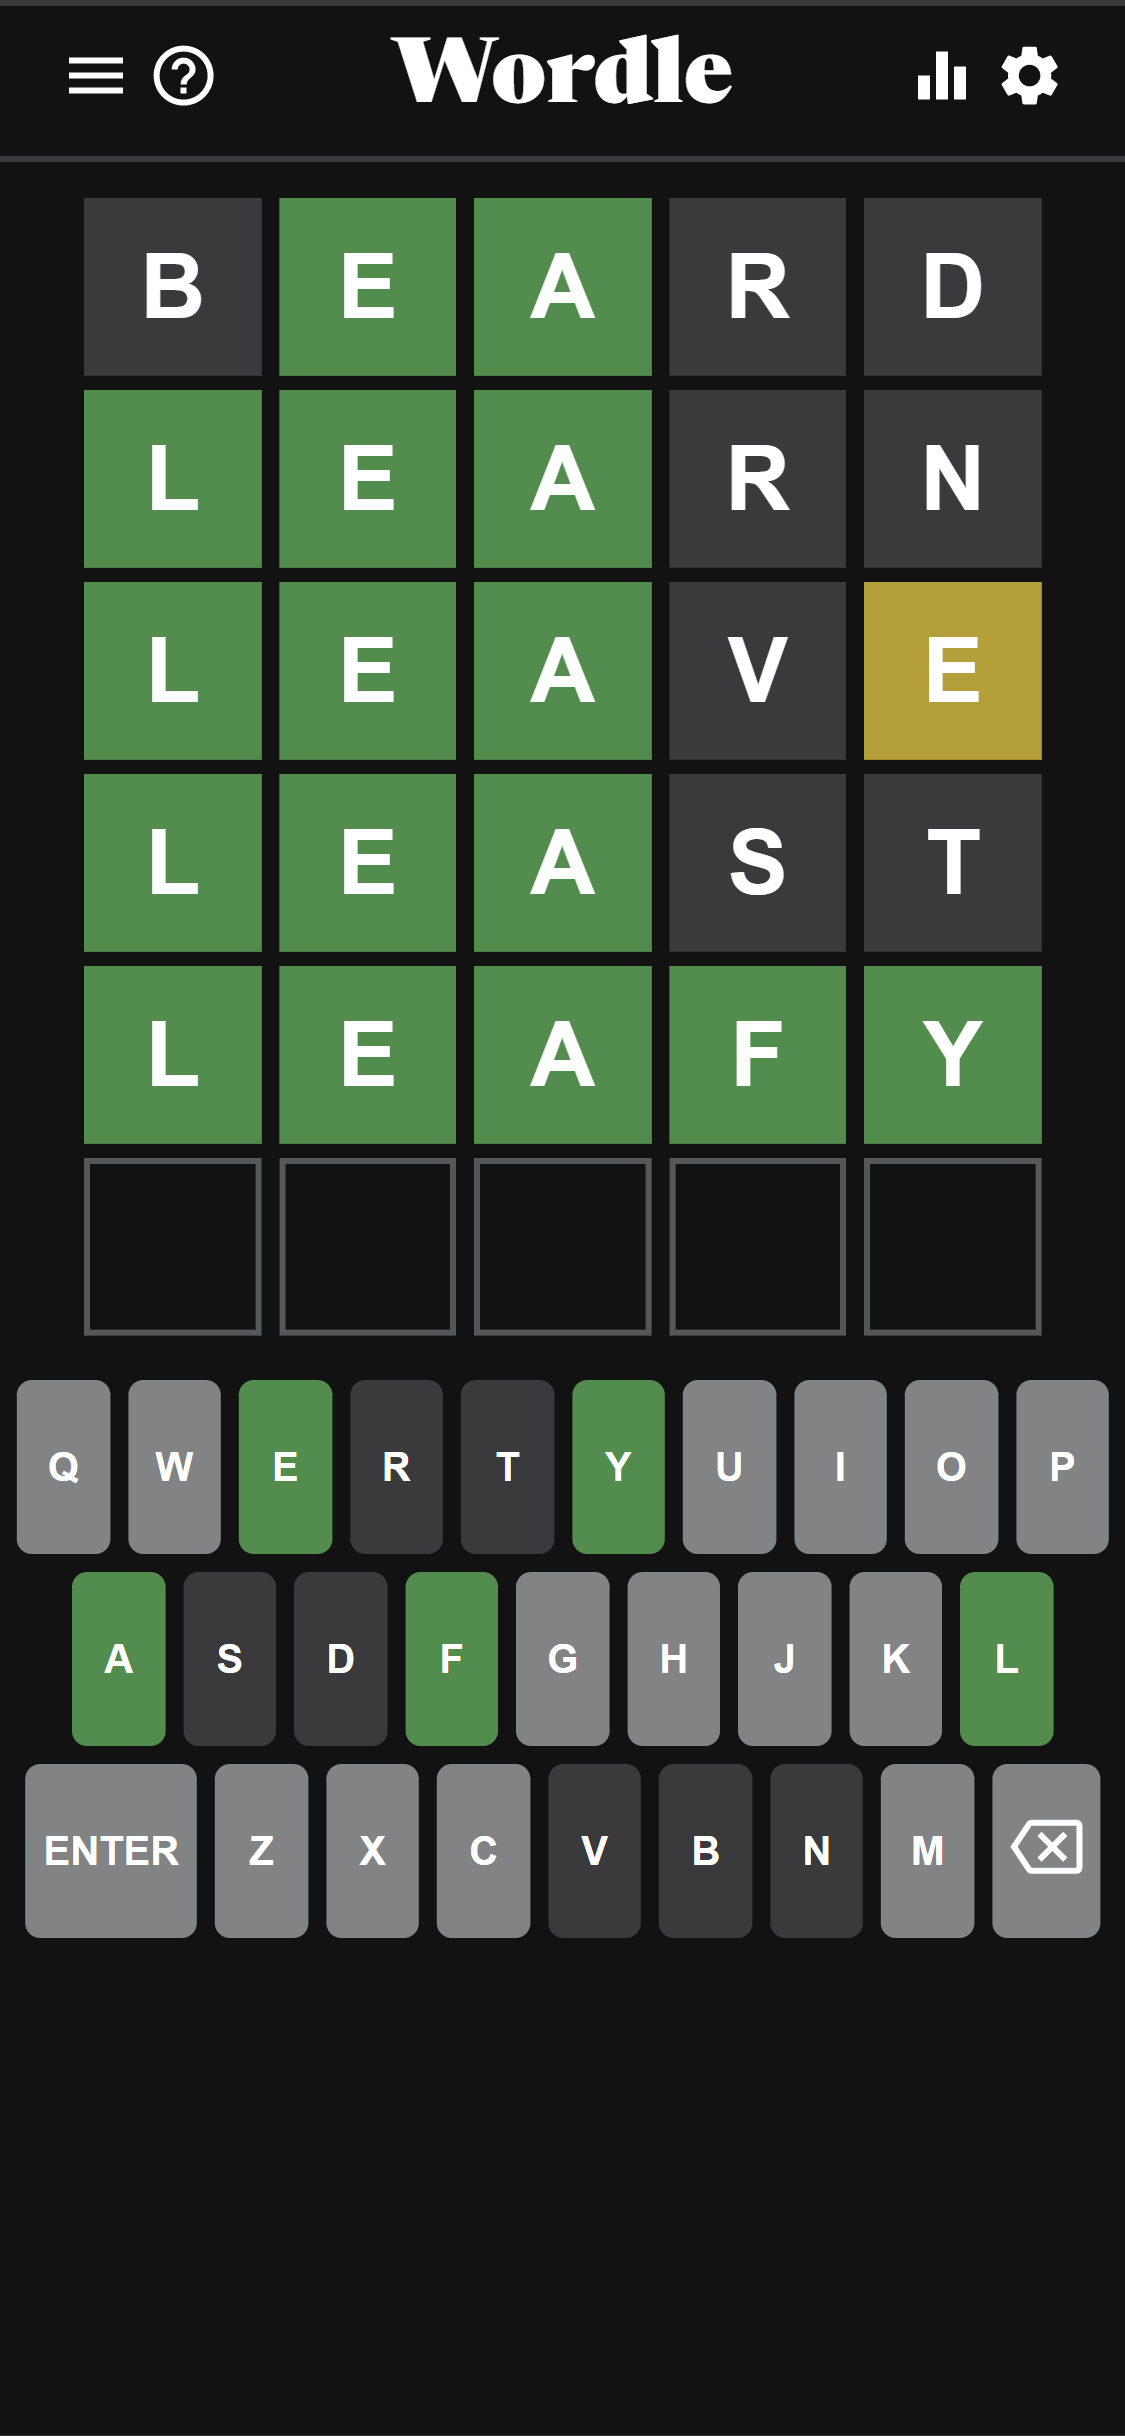 Wordle
B E A R D
L E A R N
L E A V E
L E A S T
L E A F Y
Q W E R T Y U I O P
A S D F G H J K L
ENTER Z X C V B N M